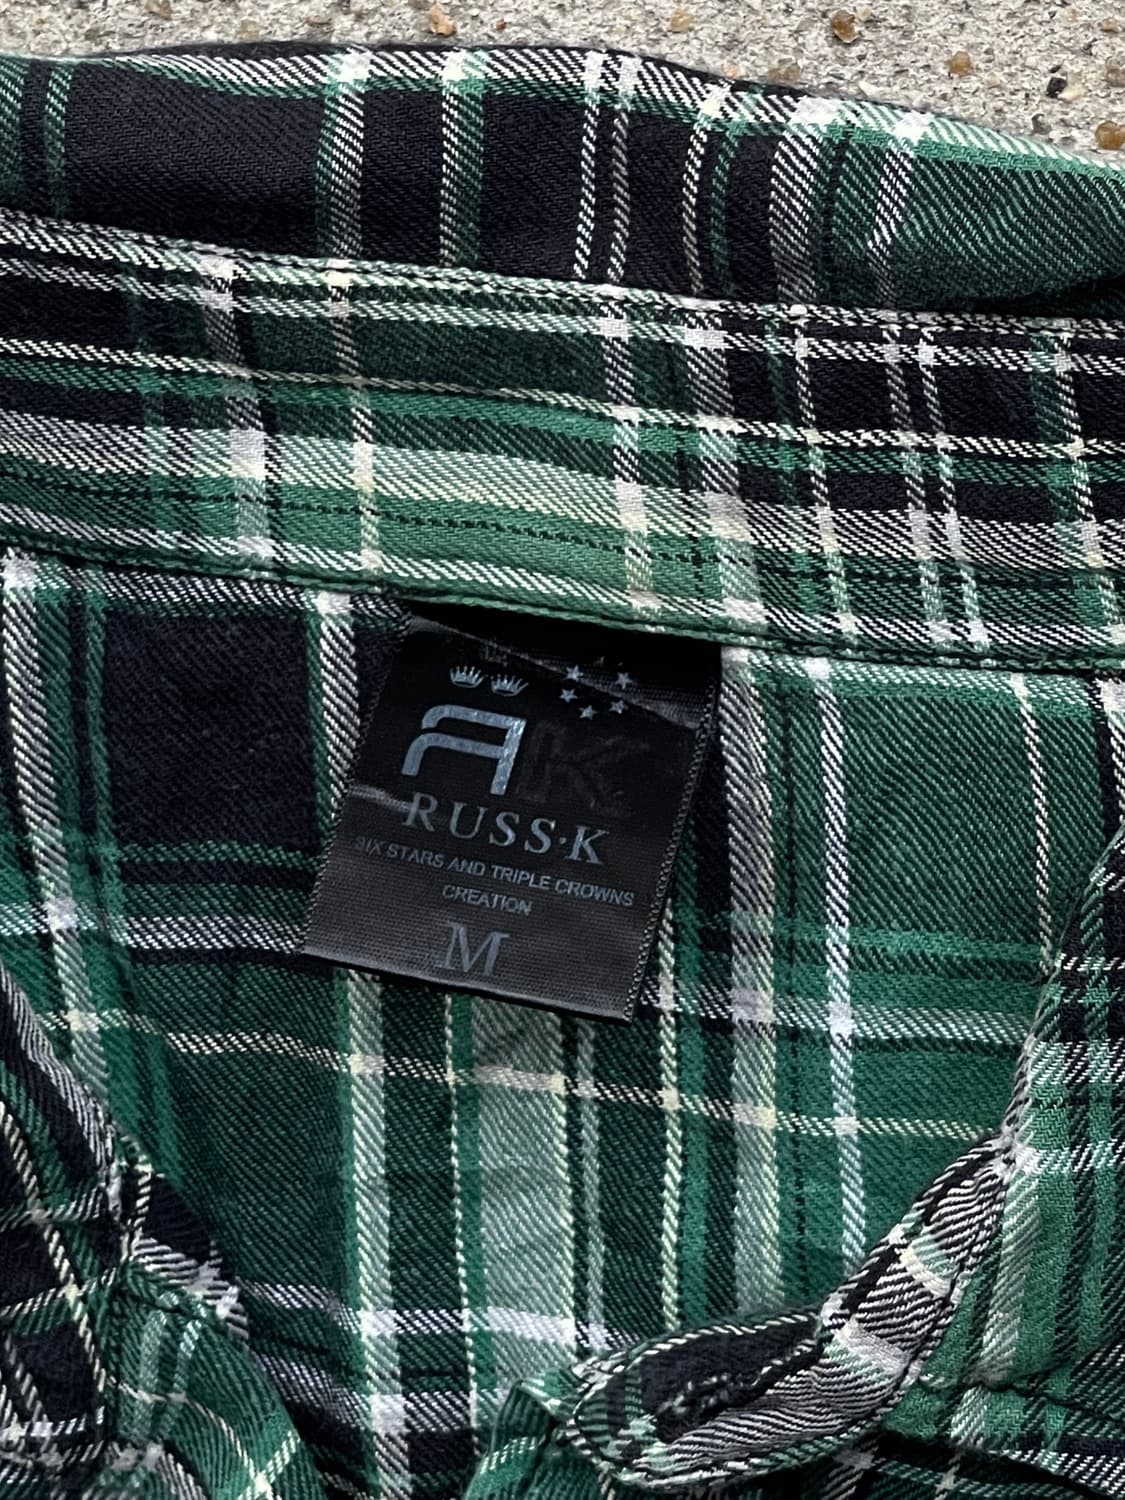 RK
RUSS·K
SIX STARS AND TRIPLE CROWNS
CREATION
M